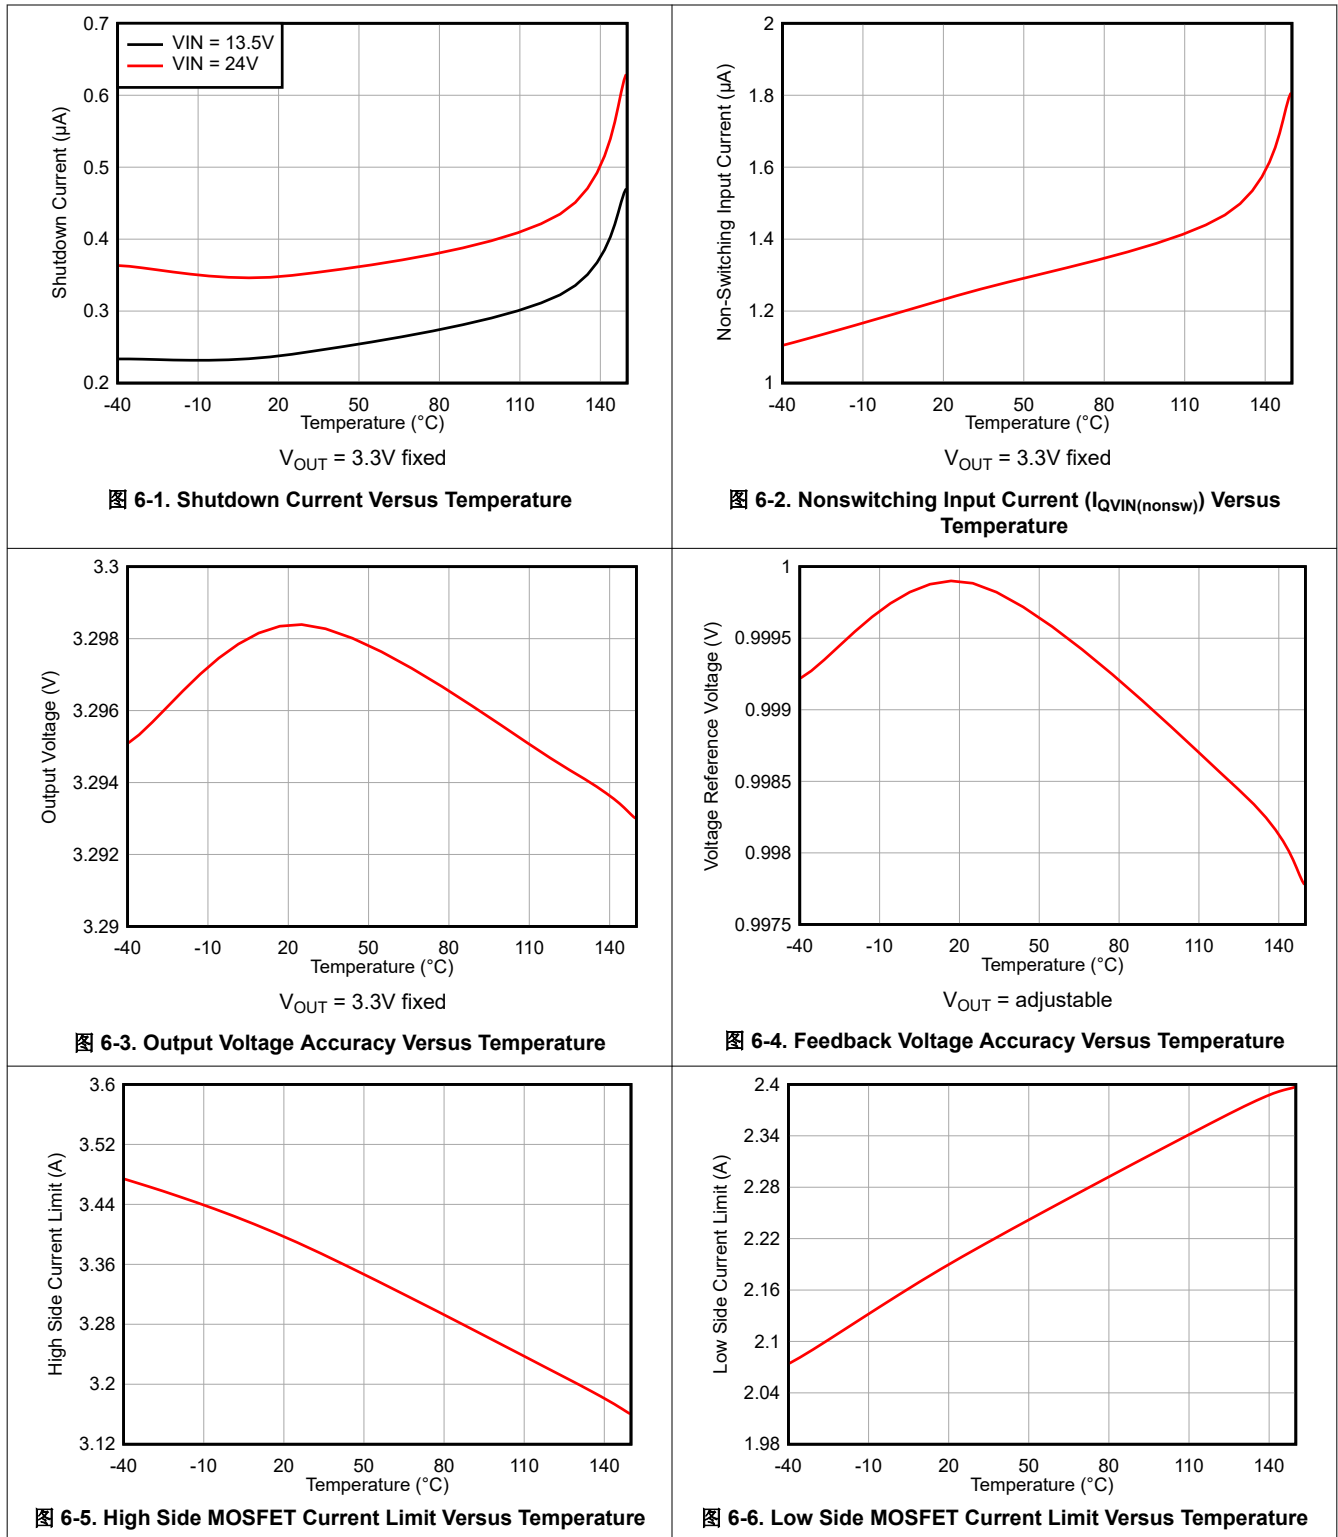 0.7
VIN = 13.5V
VIN = 24V
0.6
0.5
0.4
0.3
0.2
Shutdown Current (µA)
-40 -10 20 50 80 110 140
Temperature (°C)
VOUT = 3.3V fixed
图 6-1. Shutdown Current Versus Temperature
2
1.8
1.6
1.4
1.2
1
Non-Switching Input Current (µA)
-40 -10 20 50 80 110 140
Temperature (°C)
VOUT = 3.3V fixed
图 6-2. Nonswitching Input Current (IQVIN(nonsw)) Versus
Temperature
3.3
3.298
3.296
3.294
3.292
3.29
Output Voltage (V)
-40 -10 20 50 80 110 140
Temperature (°C)
VOUT = 3.3V fixed
图 6-3. Output Voltage Accuracy Versus Temperature
1
0.9995
0.999
0.9985
0.998
0.9975
Voltage Reference Voltage (V)
-40 -10 20 50 80 110 140
Temperature (°C)
VOUT = adjustable
图 6-4. Feedback Voltage Accuracy Versus Temperature
3.6
3.52
3.44
3.36
3.28
3.2
3.12
High Side Current Limit (A)
-40 -10 20 50 80 110 140
Temperature (°C)
图 6-5. High Side MOSFET Current Limit Versus Temperature
2.4
2.34
2.28
2.22
2.16
2.1
2.04
1.98
Low Side Current Limit (A)
-40 -10 20 50 80 110 140
Temperature (°C)
图 6-6. Low Side MOSFET Current Limit Versus Temperature